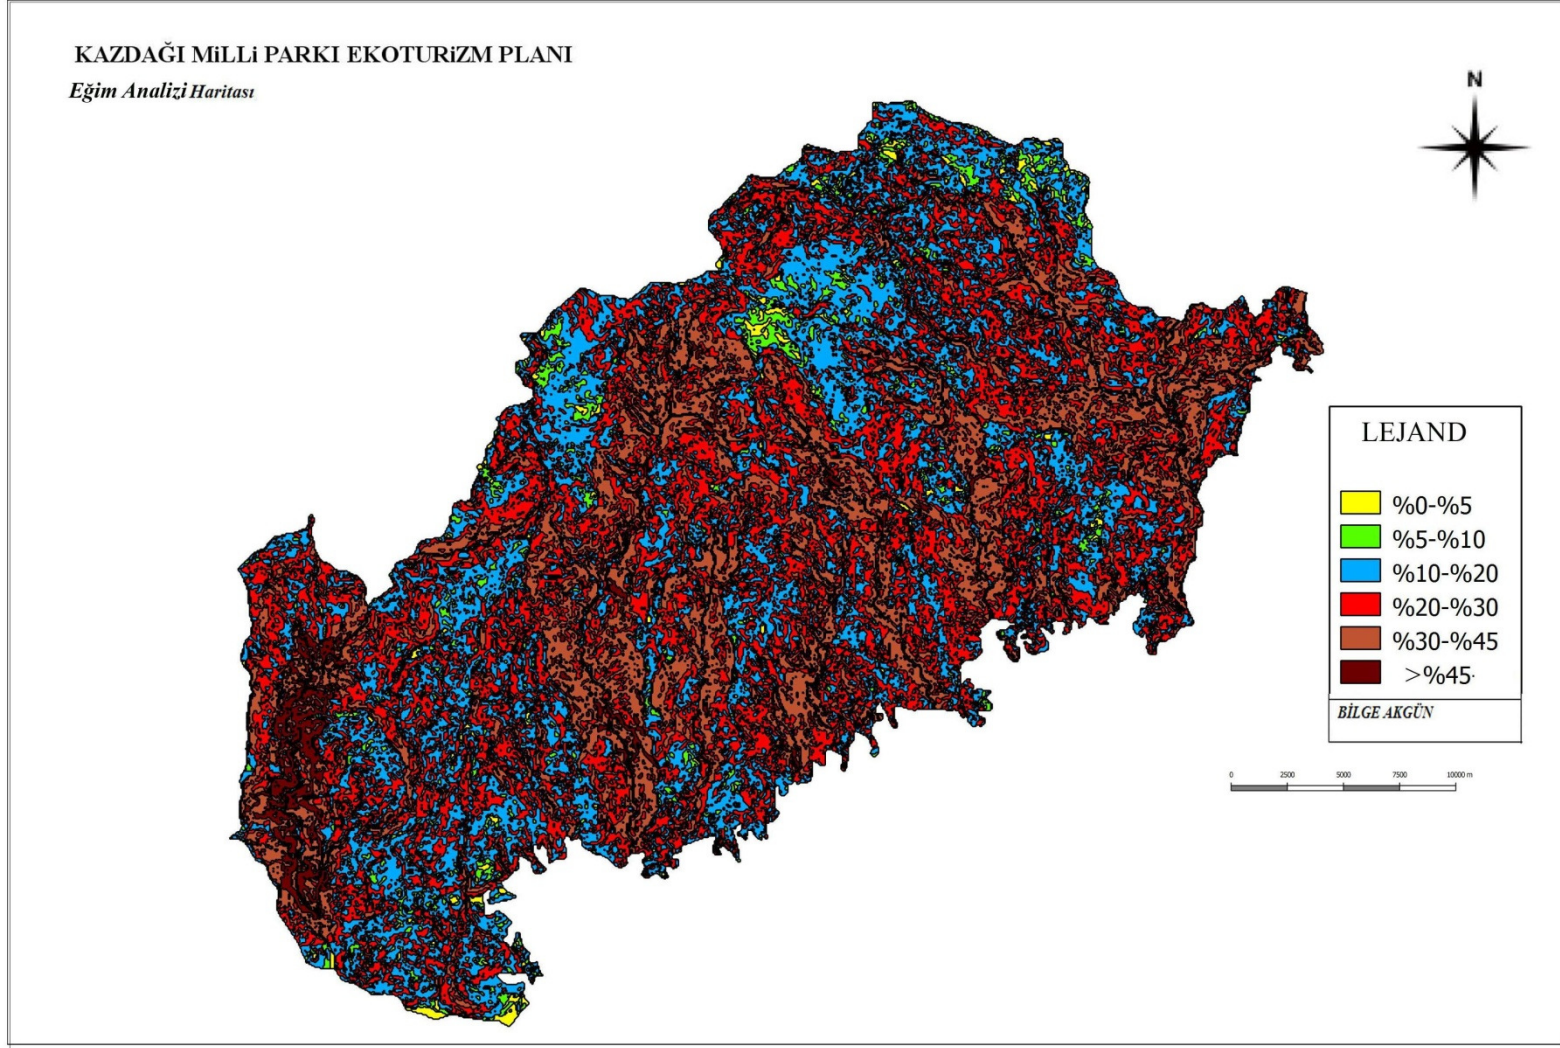 KAZDAĞI MiLLi PARKI EKOTURiZM PLANI
Eğim Analizi Haritası
N
LEJAND
%0-%5
%5-%10
%10-%20
%20-%30
%30-%45
>%45
BİLGE AKGÜN
0 2500 5000 7500 10000 m